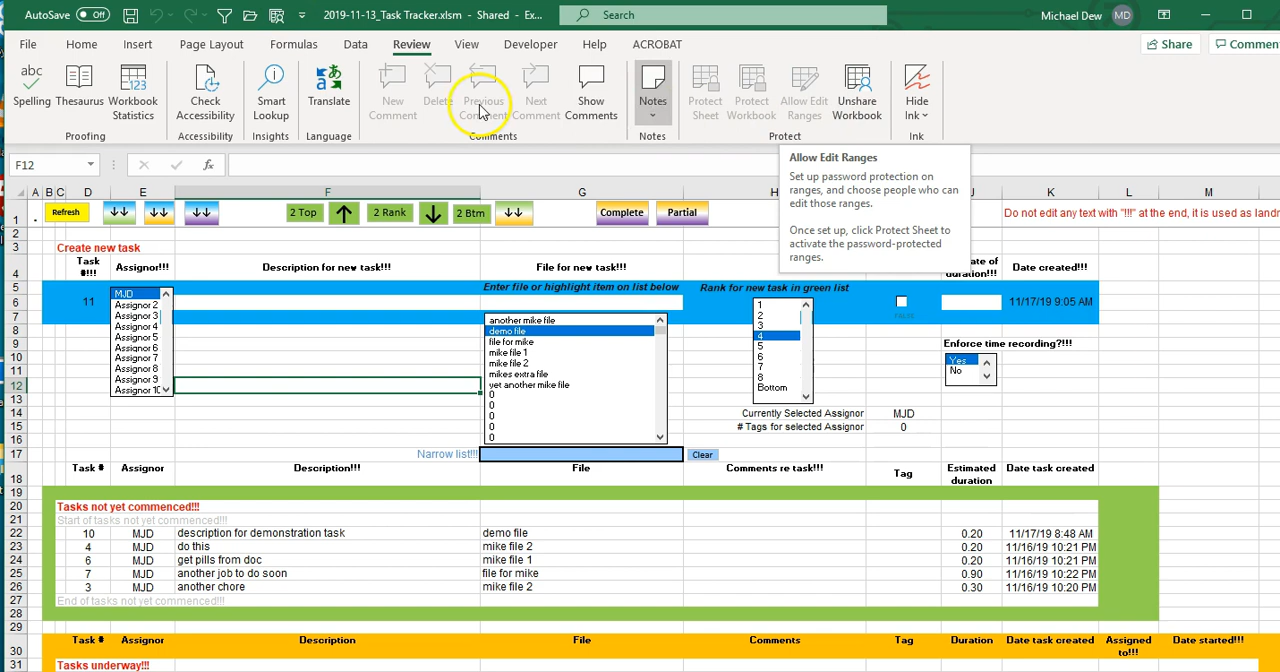 AutoSave Off 2019-11-13_Task Tracker.xlsm - Shared - Ex... Search Michael Dew MD
File Home Insert Page Layout Formulas Data Review View Developer Help ACROBAT Share Commen
abc 123
Spelling Thesaurus Workbook Statistics Check Accessibility Smart Lookup Translate New Comment Delete Previous Comment Next Comment Show Comments Notes Protect Sheet Protect Workbook Allow Edit Ranges Unshare Workbook Hide Ink
Proofing Accessibility Insights Language Comments Notes Protect Ink
F12 fx
Allow Edit Ranges
Set up password protection on
ranges, and choose people who can
edit those ranges.
Once set up, click Protect Sheet to
activate the password-protected
ranges.
A B C D E F G H J K L M
1 . Refresh 2 Top 2 Rank 2 Btm Complete Partial Do not edit any text with "!!!" at the end, it is used as landm
2
3 Create new task
4 Task #!!! Assignor!!! Description for new task!!! File for new task!!! duration!!! Date created!!!
5 Enter file or highlight item on list below Rank for new task in green list
6 11 11/17/19 9:05 AM
7 FALSE
MJD
Assignor 2
Assignor 3
Assignor 4
Assignor 5
Assignor 6
Assignor 7
Assignor 8
Assignor 9
Assignor 10
another mike file
demo file
file for mike
mike file 1
mike file 2
mikes extra file
yet another mike file
0
0
0
0
0
1
2
3
4
5
6
7
8
Bottom
8
9 Enforce time recording?!!!
Yes
No
10
11
12
13
14 Currently Selected Assignor MJD
15 # Tags for selected Assignor 0
16
17 Narrow list!!! Clear
18 Task # Assignor Description!!! File Comments re task!!! Tag Estimated duration Date task created
19
20 Tasks not yet commenced!!!
21 Start of tasks not yet commenced!!!
22 10 MJD description for demonstration task demo file 0.20 11/17/19 8:48 AM
23 4 MJD do this mike file 2 0.20 11/16/19 10:21 PM
24 6 MJD get pills from doc mike file 1 0.20 11/16/19 10:21 PM
25 7 MJD another job to do soon file for mike 0.90 11/16/19 10:21 PM
26 3 MJD another chore mike file 2 0.30 11/16/19 10:20 PM
27 End of tasks not yet commenced!!!
28
29
30 Task # Assignor Description File Comments Tag Duration Date task created Assigned to!!! Date started!!!
31 Tasks underway!!!